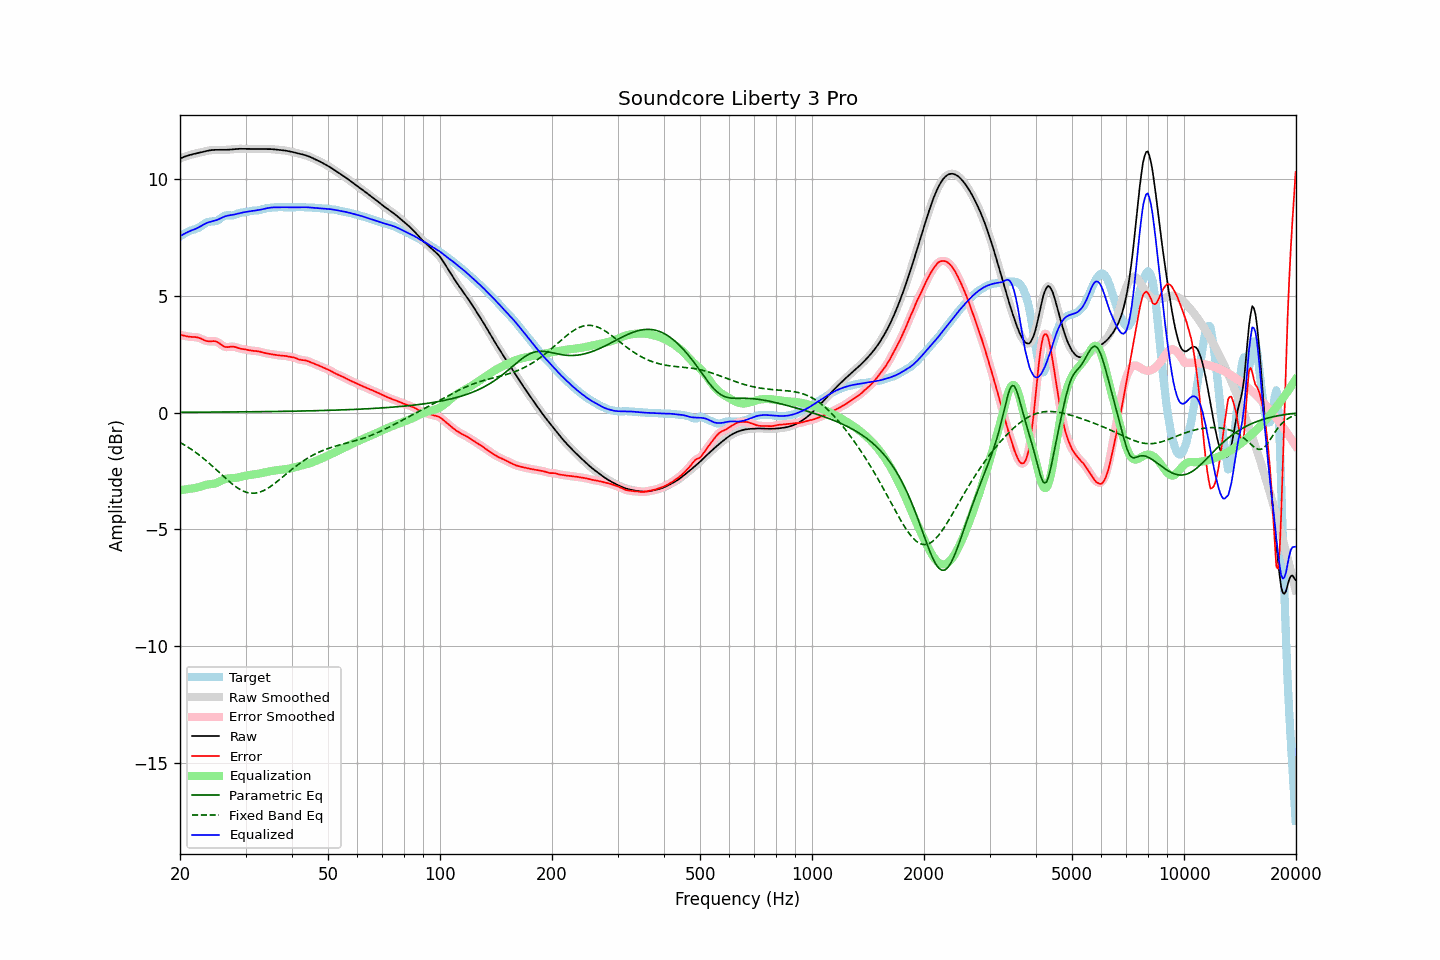 Soundcore Liberty 3 Pro
Amplitude (dBr)
10
5
0
−5
−10
−15
Target
Raw Smoothed
Error Smoothed
Raw
Error
Equalization
Parametric Eq
Fixed Band Eq
Equalized
20 50 100 200 500 1000 2000 5000 10000 20000
Frequency (Hz)